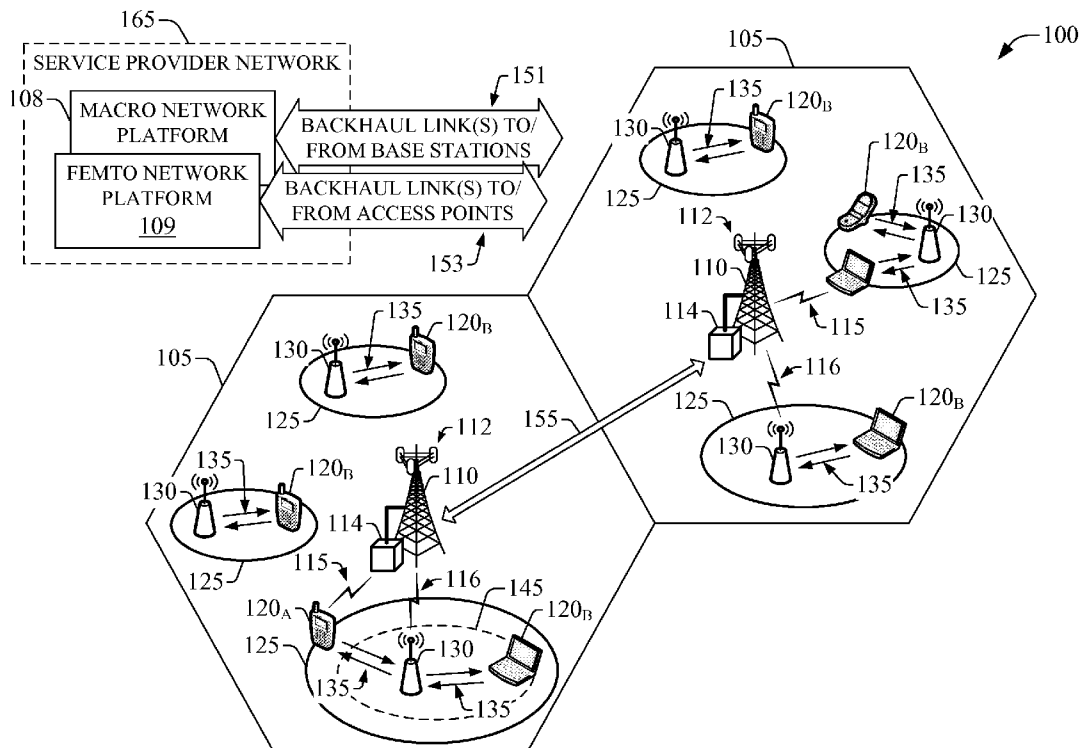 165
SERVICE PROVIDER NETWORK
108
MACRO NETWORK
PLATFORM
FEMTO NETWORK
PLATFORM
109
151
BACKHAUL LINK(S) TO/
FROM BASE STATIONS
BACKHAUL LINK(S) TO/
FROM ACCESS POINTS
153
105
100
130
135
120B
125
120B
135
130
125
135
112
110
114
115
116
125
120B
130
135
155
105
130
135
120B
125
112
110
114
135
120B
130
125
115
116
145
120A
120B
125
130
135
135